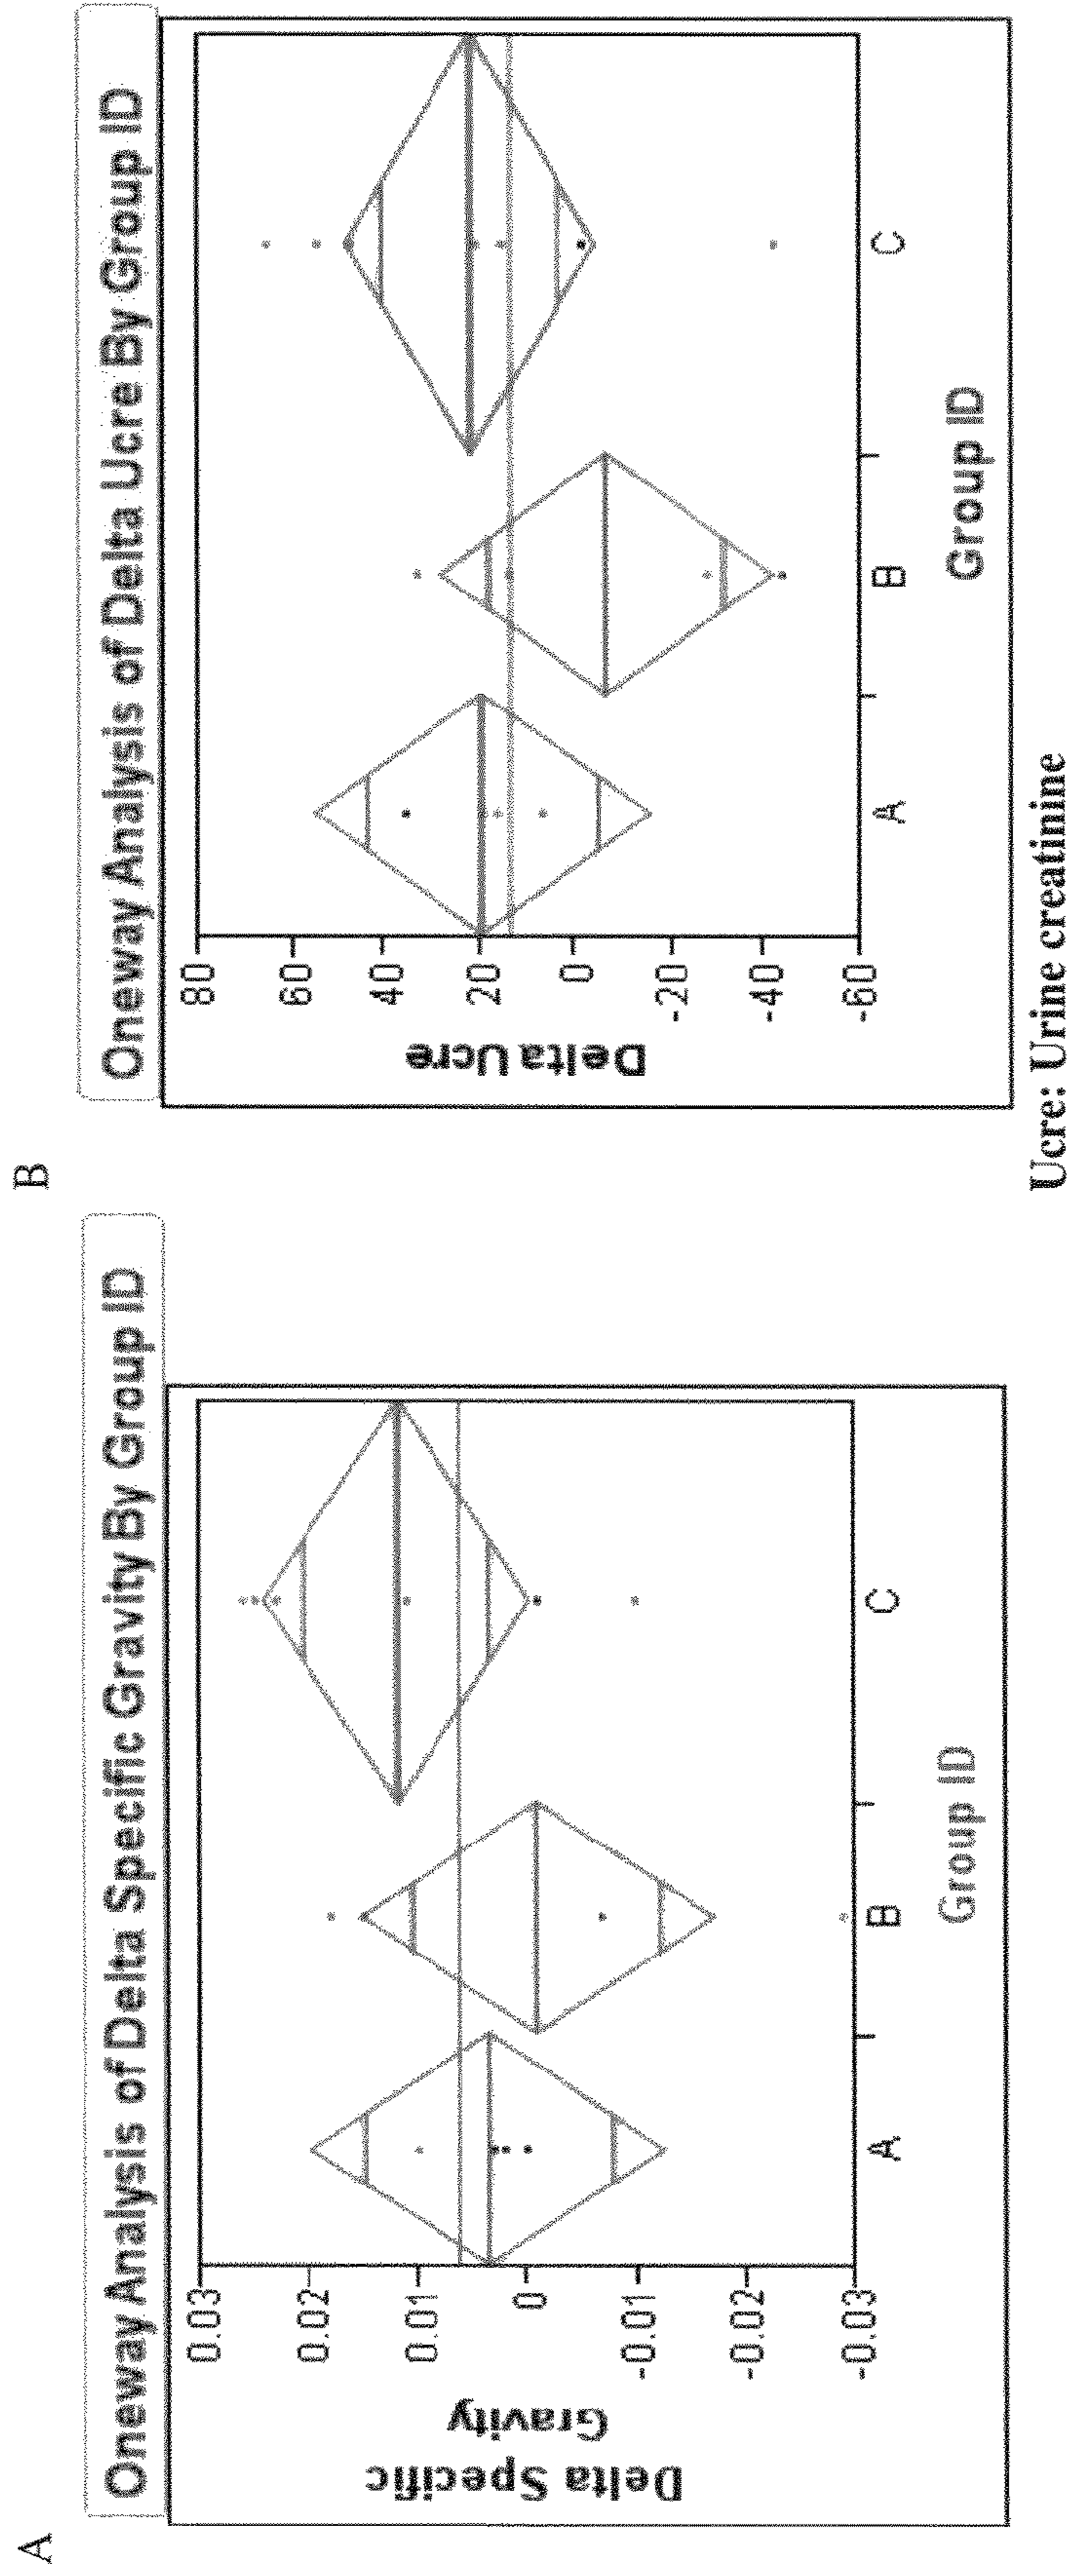 A
Oneway Analysis of Delta Specific Gravity By Group ID
Delta Specific
Gravity
0.03
0.02
0.01
0
-0.01
-0.02
-0.03
A
B
C
Group ID
B
Oneway Analysis of Delta Ucre By Group ID
Delta Ucre
80
60
40
20
0
-20
-40
-60
A
B
C
Group ID
Ucre: Urine creatinine